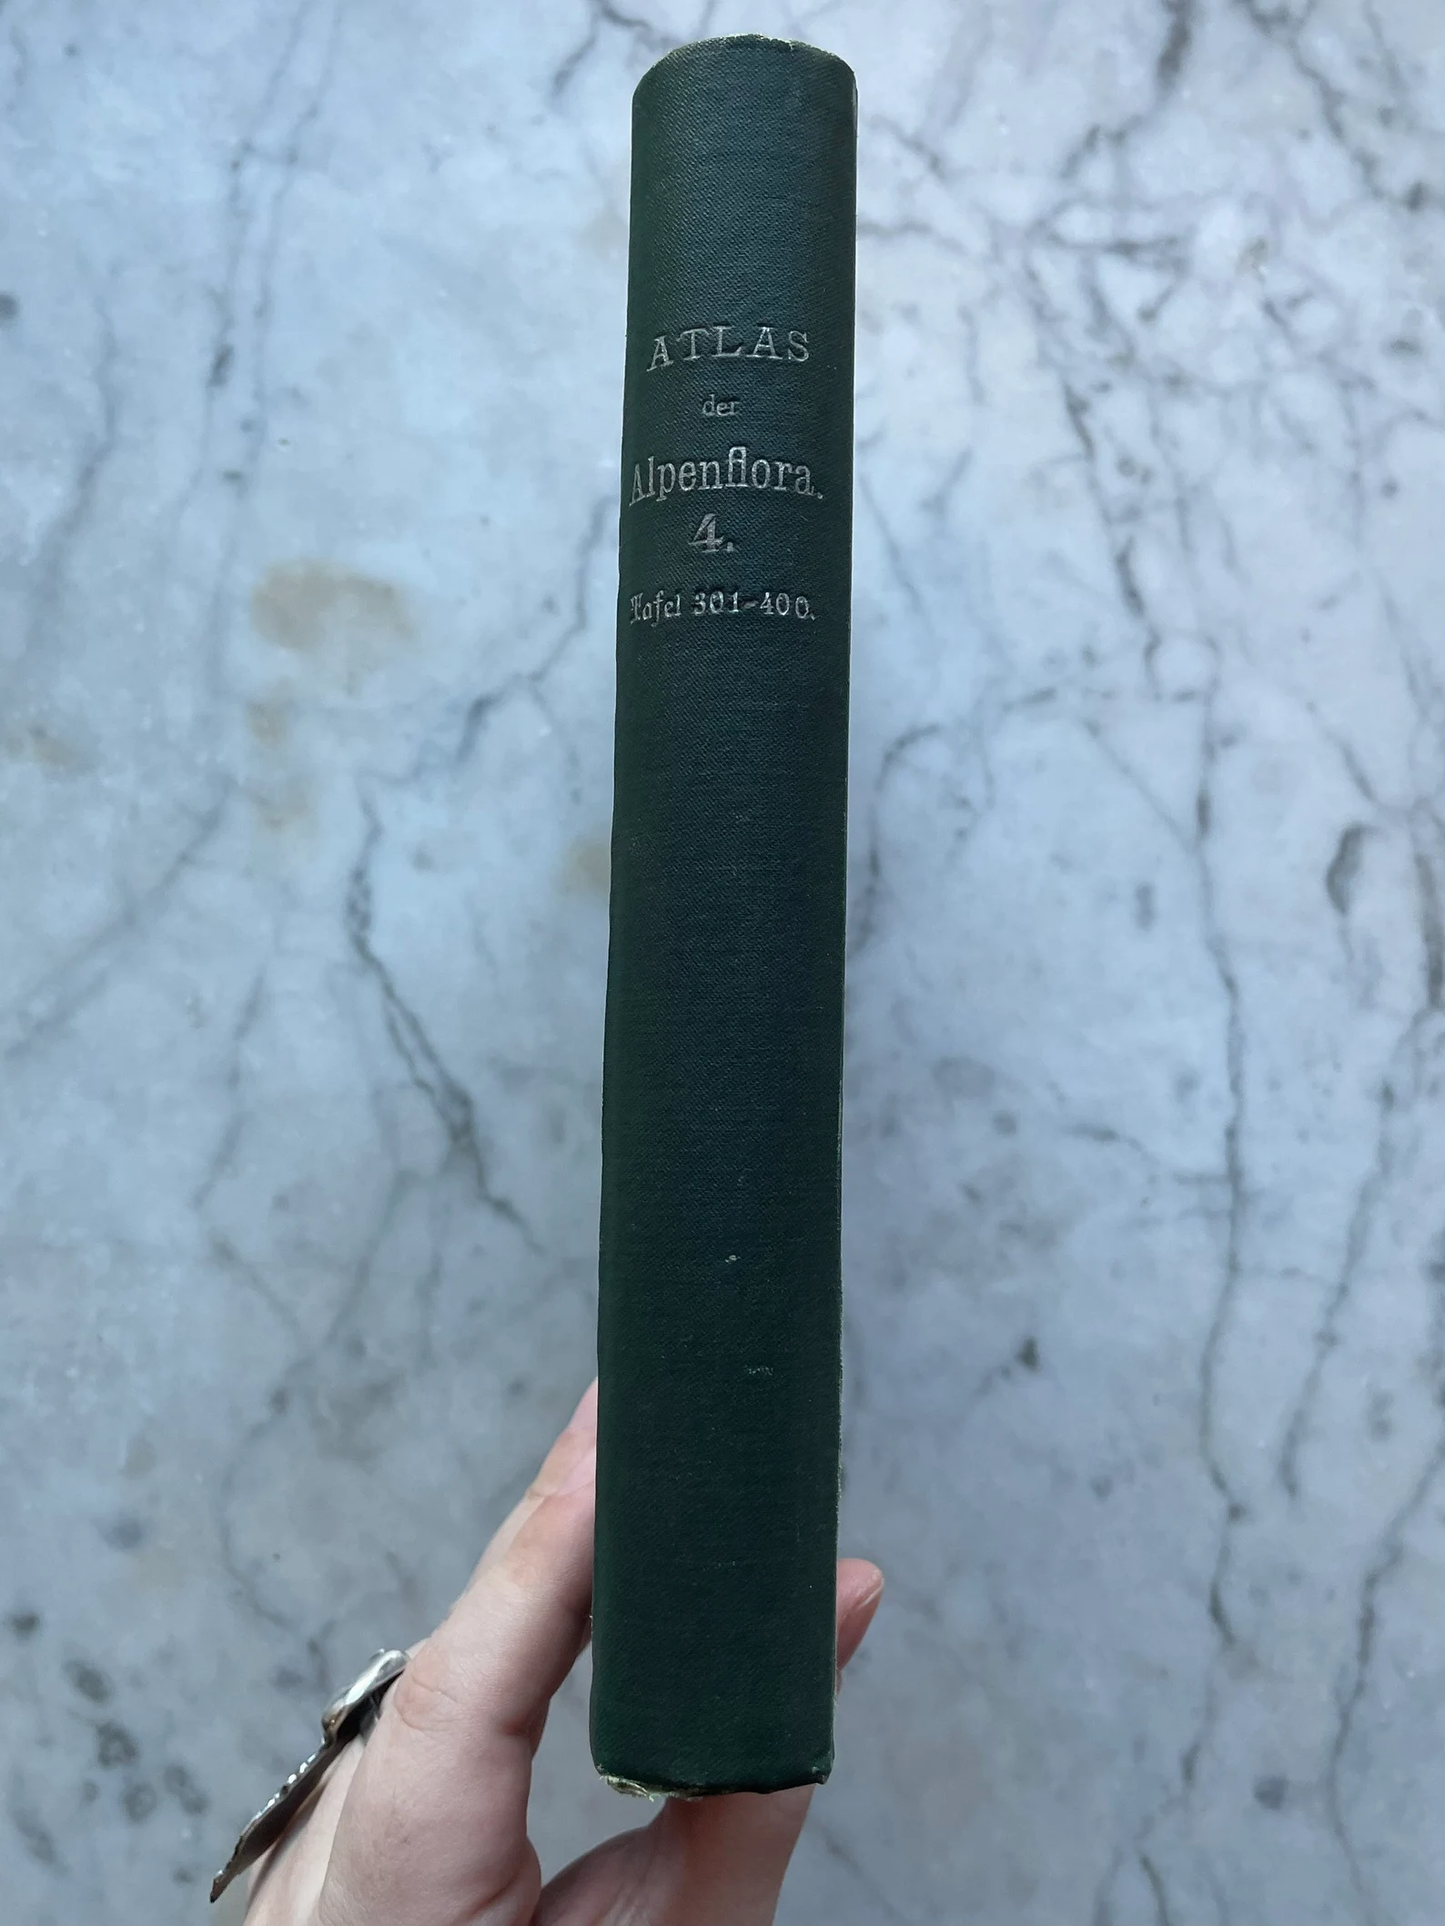 ATLAS
der
Alpenflora.
4.
Tafel 301-400.